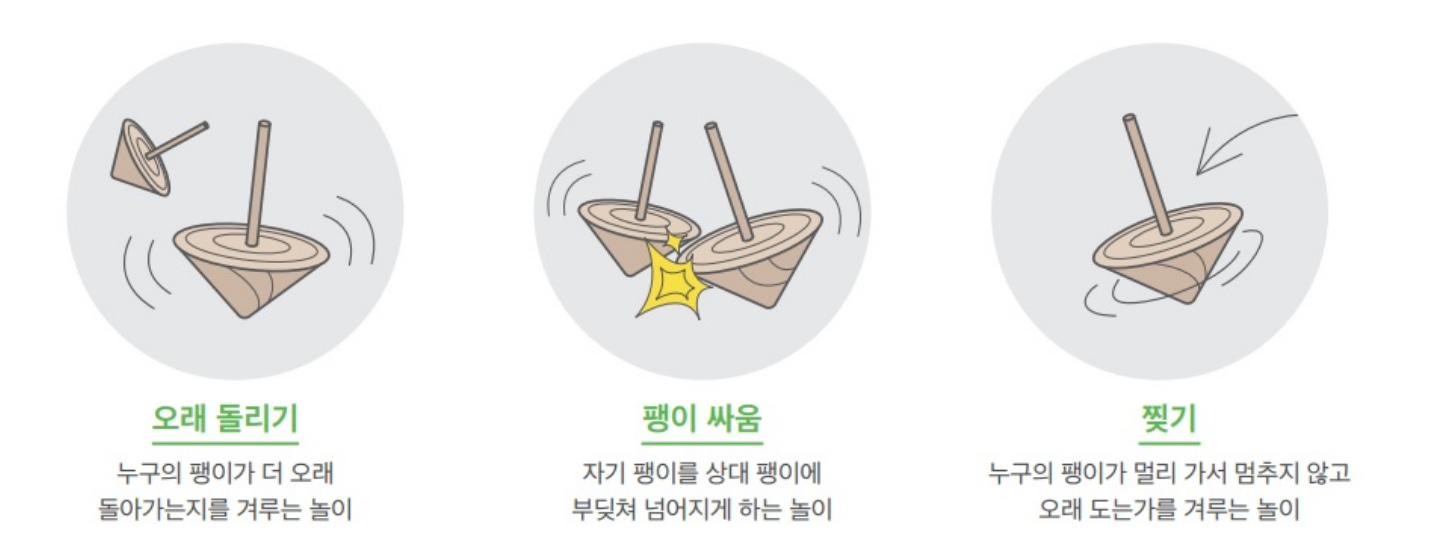 오래 돌리기
누구의 팽이가 더 오래
돌아가는지를 겨루는 놀이
팽이 싸움
자기 팽이를 상대 팽이에
부딪쳐 넘어지게 하는 놀이
찢기
누구의 팽이가 멀리 가서 멈추지 않고
오래 도는가를 겨루는 놀이